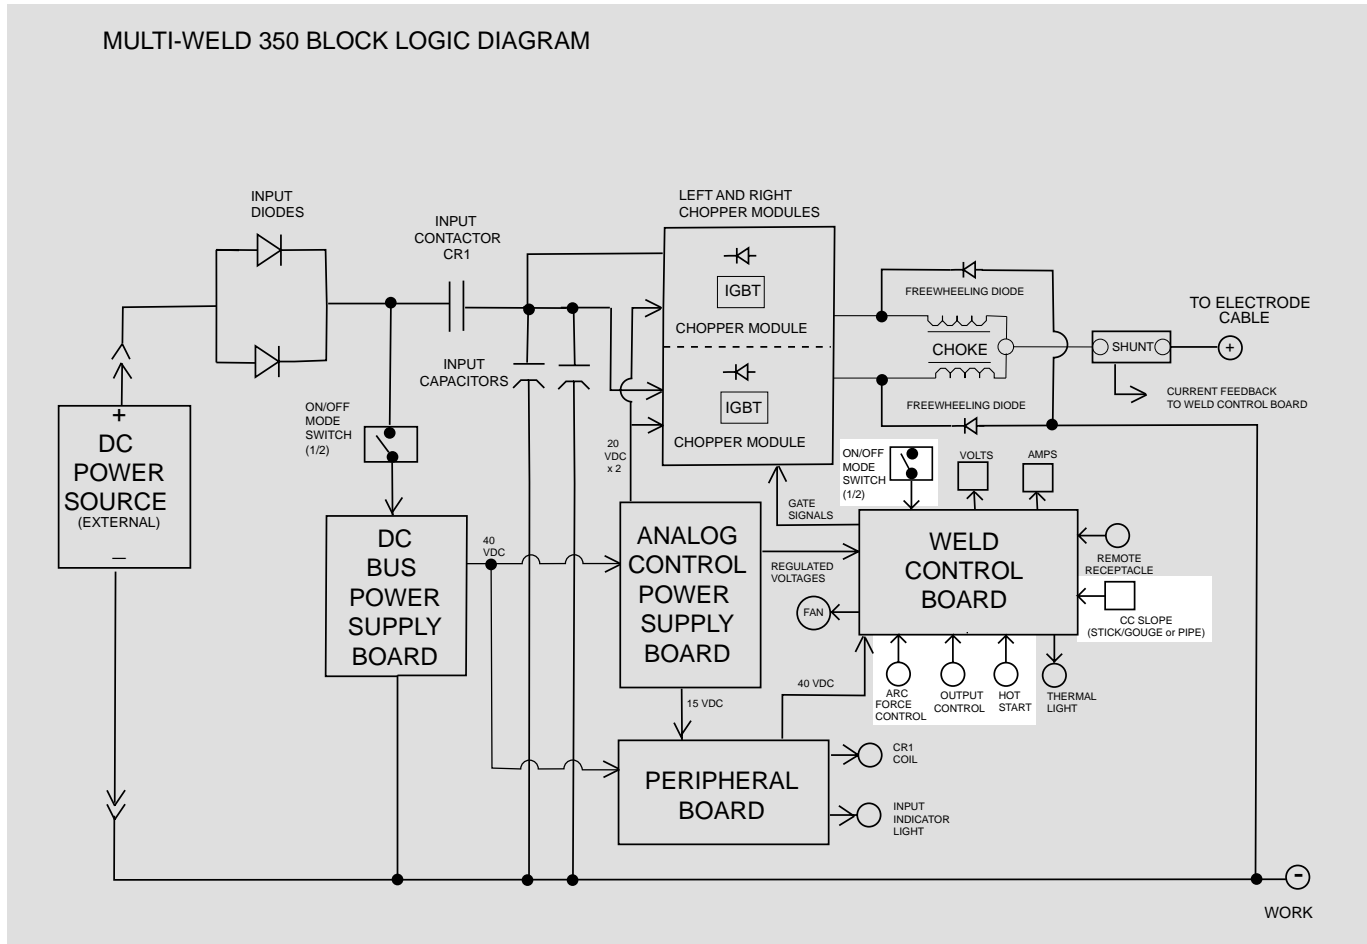 MULTI-WELD 350 BLOCK LOGIC DIAGRAM
INPUT
DIODES
INPUT
CONTACTOR
CR1
LEFT AND RIGHT
CHOPPER MODULES
IGBT
CHOPPER MODULE
IGBT
CHOPPER MODULE
FREEWHEELING DIODE
CHOKE
FREEWHEELING DIODE
TO ELECTRODE
CABLE
SHUNT
+
CURRENT FEEDBACK
TO WELD CONTROL BOARD
INPUT
CAPACITORS
+
DC
POWER
SOURCE
(EXTERNAL)
_
ON/OFF
MODE
SWITCH
(1/2)
20
VDC
x 2
ON/OFF
MODE
SWITCH
(1/2)
VOLTS
AMPS
GATE
SIGNALS
DC
BUS
POWER
SUPPLY
BOARD
40
VDC
ANALOG
CONTROL
POWER
SUPPLY
BOARD
REGULATED
VOLTAGES
WELD
CONTROL
BOARD
REMOTE
RECEPTACLE
FAN
CC SLOPE
(STICK/GOUGE or PIPE)
ARC
FORCE
CONTROL
OUTPUT
CONTROL
HOT
START
THERMAL
LIGHT
40 VDC
15 VDC
PERIPHERAL
BOARD
CR1
COIL
INPUT
INDICATOR
LIGHT
-
WORK